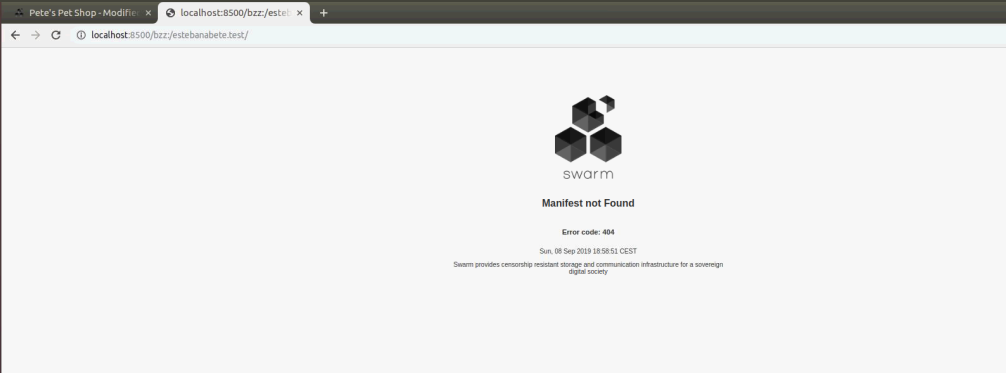 Pete's Pet Shop - Modifie
localhost:8500/bzz:/esteb
localhost:8500/bzz:/estebanabete.test/
swarm
Manifest not Found
Error code: 404
Sun, 08 Sep 2019 18:58:51 CEST
Swarm provides censorship resistant storage and communication infrastructure for a sovereign
digital society